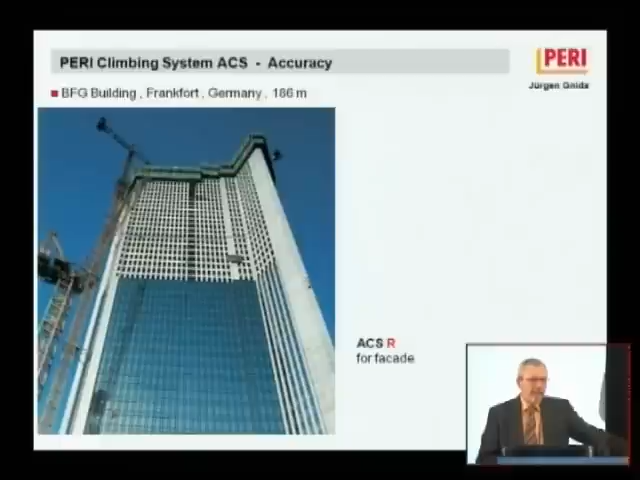 PERI Climbing System ACS - Accuracy
PERI
Jürgen Gnida
BFG Building , Frankfort , Germany , 186 m
ACS R
for facade